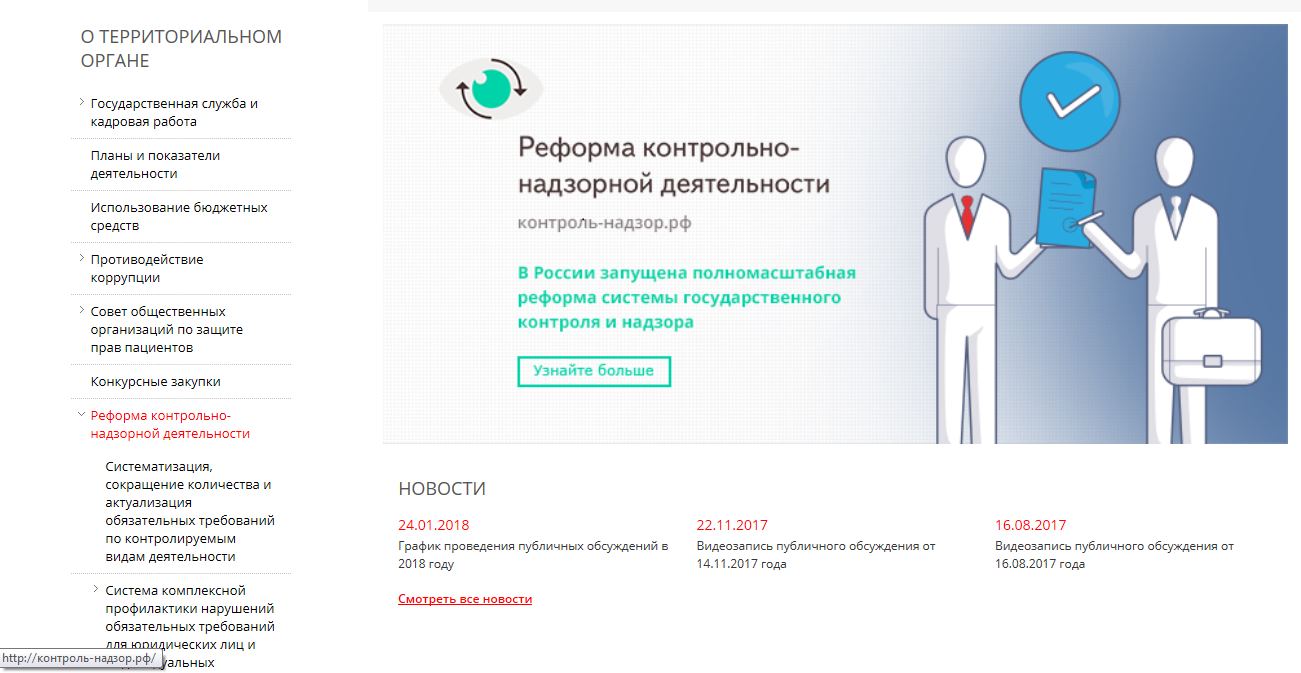 О ТЕРРИТОРИАЛЬНОМ
ОРГАНЕ
Государственная служба и
кадровая работа
Планы и показатели
деятельности
Использование бюджетных
средств
Противодействие
коррупции
Совет общественных
организаций по защите
прав пациентов
Конкурсные закупки
Реформа контрольно-
надзорной деятельности
Систематизация,
сокращение количества и
актуализация
обязательных требований
по контролируемым
видам деятельности
Система комплексной
профилактики нарушений
обязательных требований
для юридических лиц и
http://контроль-надзор.рф/
Реформа контрольно-
надзорной деятельности
контроль-надзор.рф
В России запущена полномасштабная
реформа системы государственного
контроля и надзора
Узнайте больше
НОВОСТИ
24.01.2018
График проведения публичных обсуждений в
2018 году
22.11.2017
Видеозапись публичного обсуждения от
14.11.2017 года
16.08.2017
Видеозапись публичного обсуждения от
16.08.2017 года
Смотреть все новости